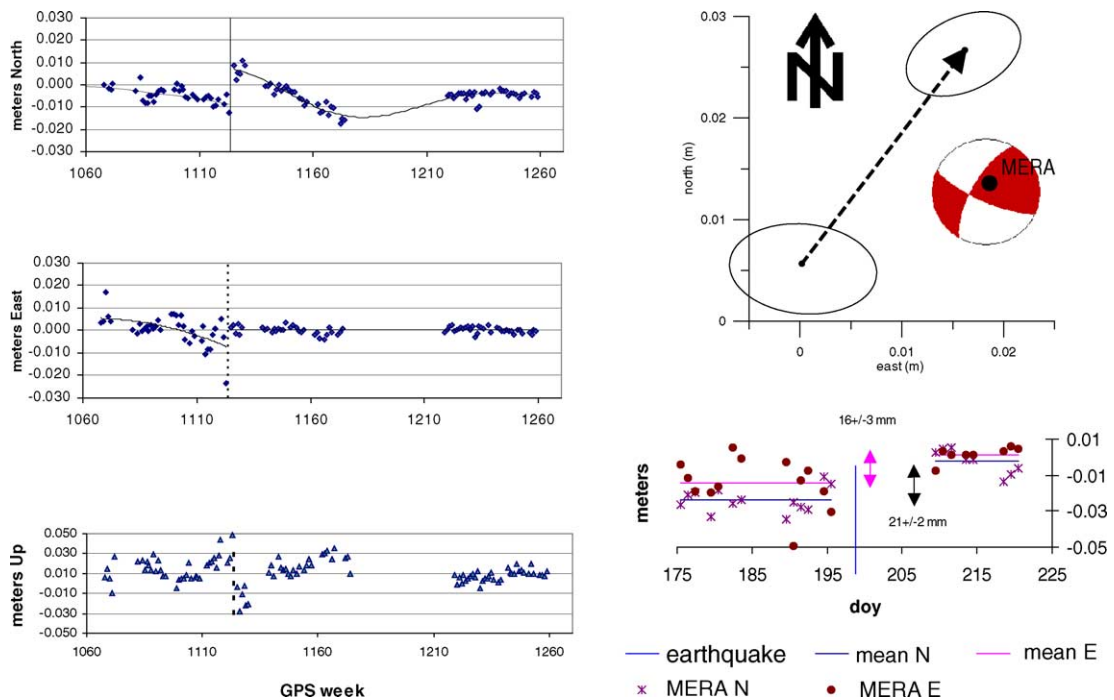 0.030
0.020
0.010
0.000
-0.010
-0.020
-0.030
meters North
1060 1110 1160 1210 1260
0.030
0.020
0.010
0.000
-0.010
-0.020
-0.030
meters East
1060 1110 1160 1210 1260
0.050
0.030
0.010
-0.010
-0.030
-0.050
meters Up
1060 1110 1160 1210 1260
GPS week
0.03
0.03
0.02
0.01
0
north (m)
N
MERA
0 0.01 0.02
east (m)
16+/-3 mm
21+/-2 mm
0.01
-0.01
-0.03
-0.05
meters
175 185 195 205 215 225
doy
earthquake mean N mean E
MERA N MERA E